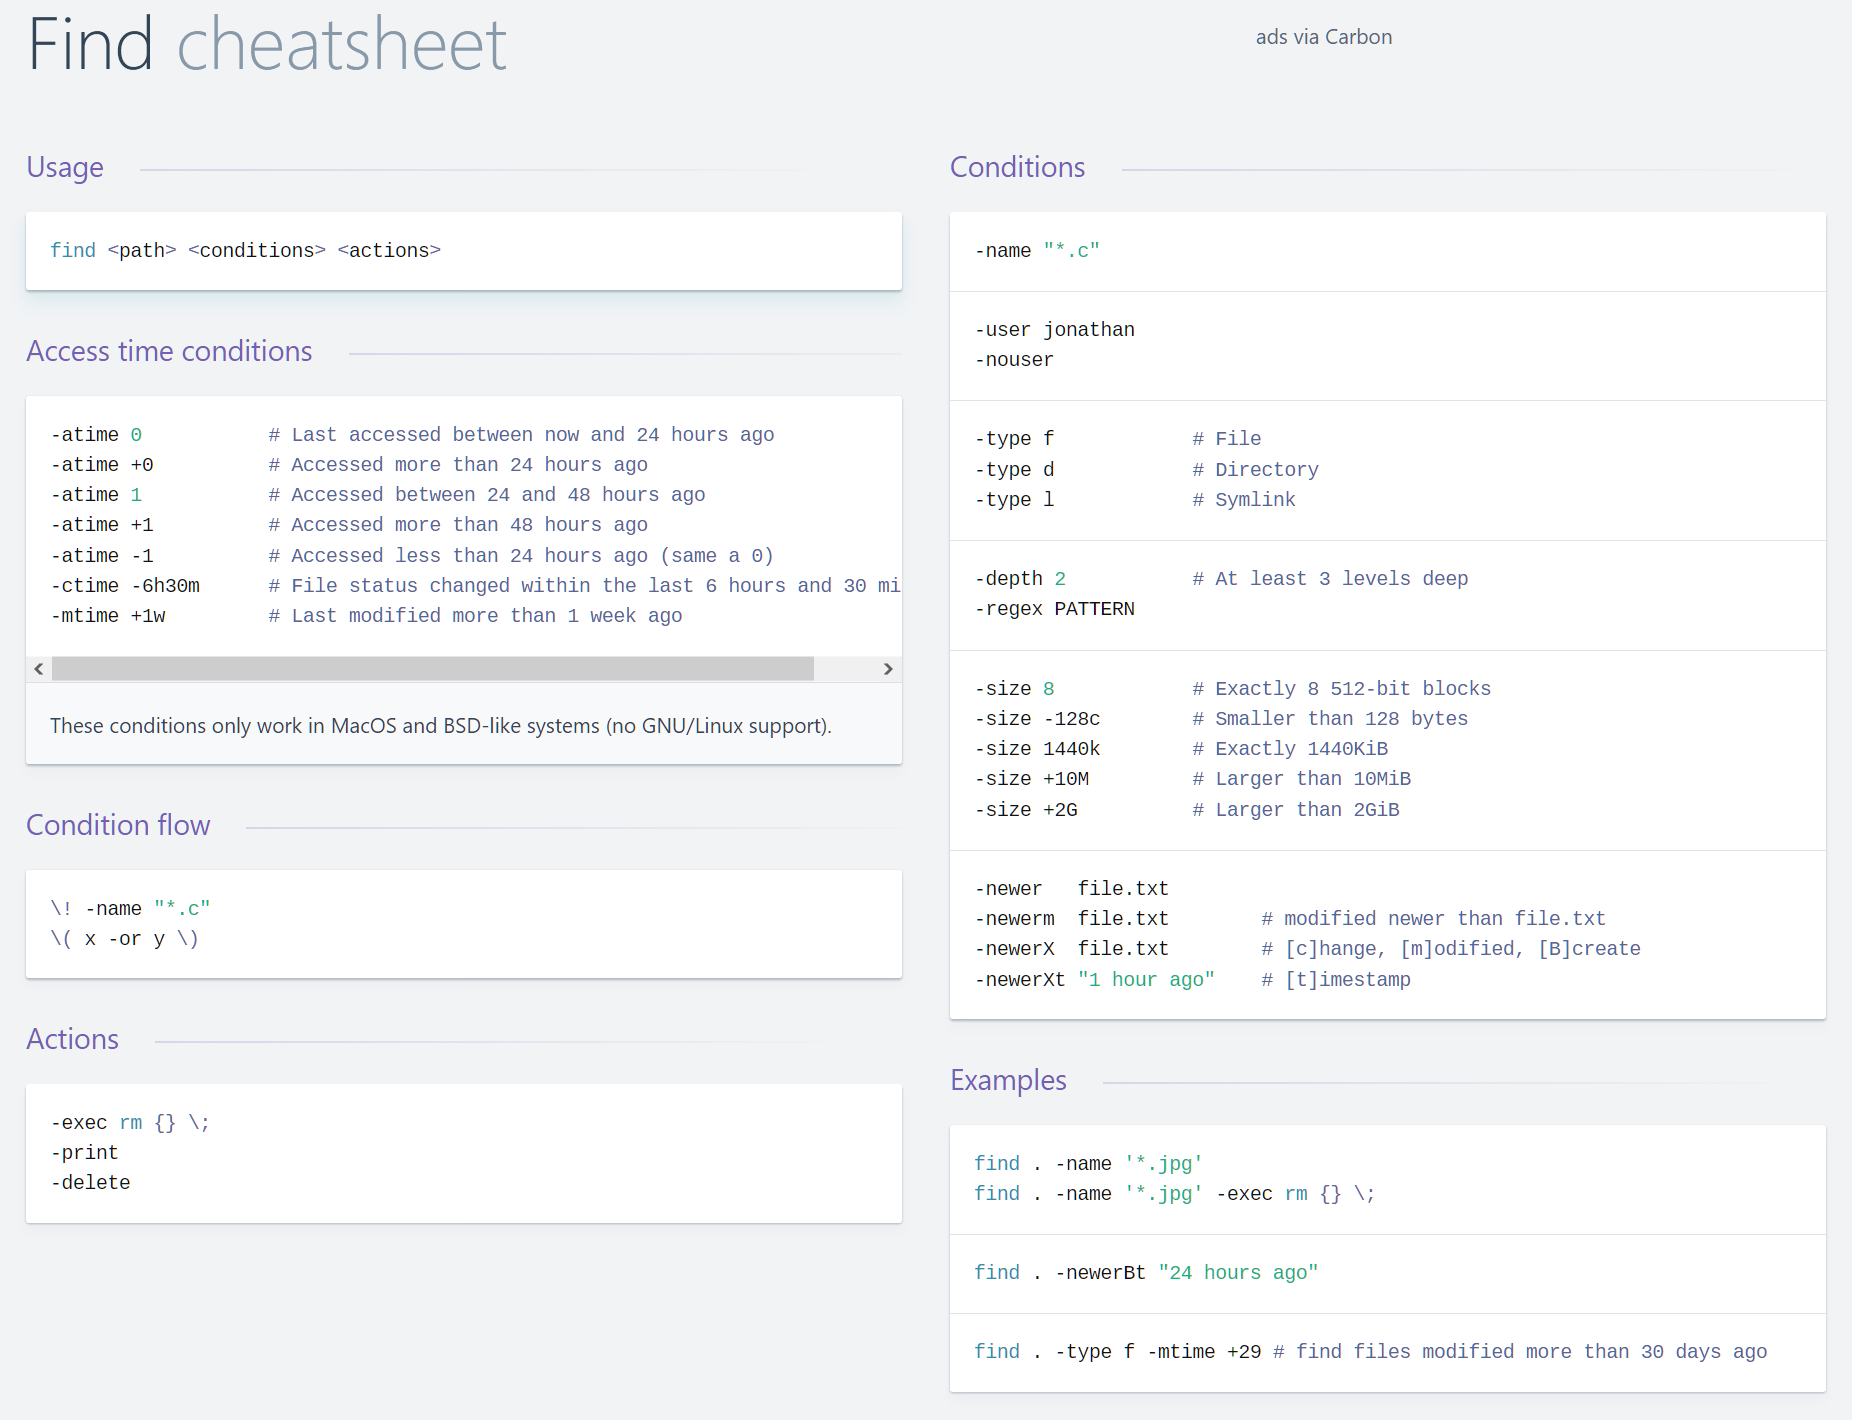 Find cheatsheet
ads via Carbon
Usage
find <path> <conditions> <actions>
Access time conditions
-atime 0           # Last accessed between now and 24 hours ago
-atime +0          # Accessed more than 24 hours ago
-atime 1           # Accessed between 24 and 48 hours ago
-atime +1          # Accessed more than 48 hours ago
-atime -1          # Accessed less than 24 hours ago (same a 0)
-ctime -6h30m      # File status changed within the last 6 hours and 30 mi
-mtime +1w         # Last modified more than 1 week ago
These conditions only work in MacOS and BSD-like systems (no GNU/Linux support).
Condition flow
\! -name "*.c"
\( x -or y \)
Actions
-exec rm {} \;
-print
-delete
Conditions
-name "*.c"
-user jonathan
-nouser
-type f            # File
-type d            # Directory
-type l            # Symlink
-depth 2           # At least 3 levels deep
-regex PATTERN
-size 8            # Exactly 8 512-bit blocks
-size -128c        # Smaller than 128 bytes
-size 1440k        # Exactly 1440KiB
-size +10M         # Larger than 10MiB
-size +2G          # Larger than 2GiB
-newer   file.txt
-newerm  file.txt        # modified newer than file.txt
-newerX  file.txt        # [c]hange, [m]odified, [B]create
-newerXt "1 hour ago"    # [t]imestamp
Examples
find . -name '*.jpg'
find . -name '*.jpg' -exec rm {} \;
find . -newerBt "24 hours ago"
find . -type f -mtime +29 # find files modified more than 30 days ago